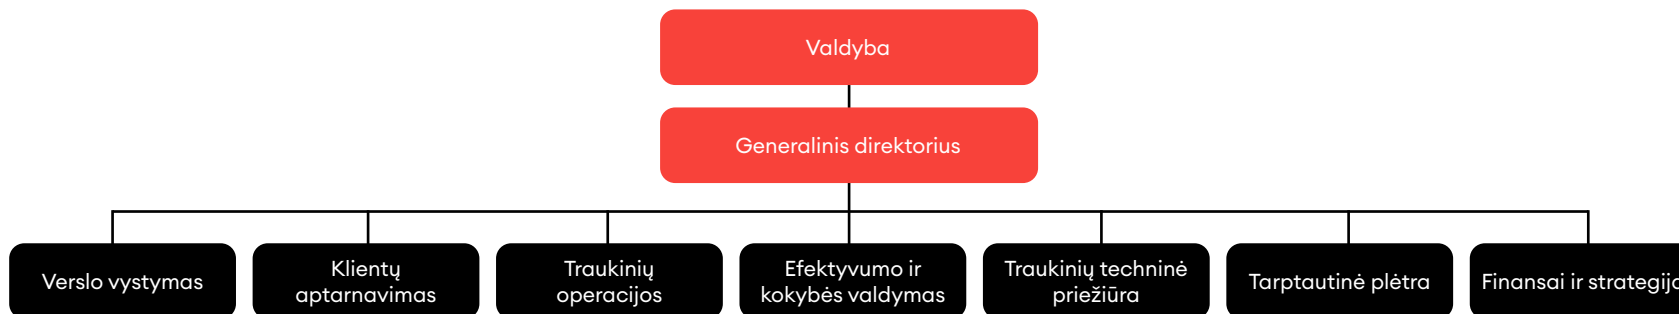 Valdyba
Generalinis direktorius
Verslo vystymas
Klientų
aptarnavimas
Traukinių
operacijos
Efektyvumo ir
kokybės valdymas
Traukinių techninė
priežiūra
Tarptautinė plėtra
Finansai ir strategija